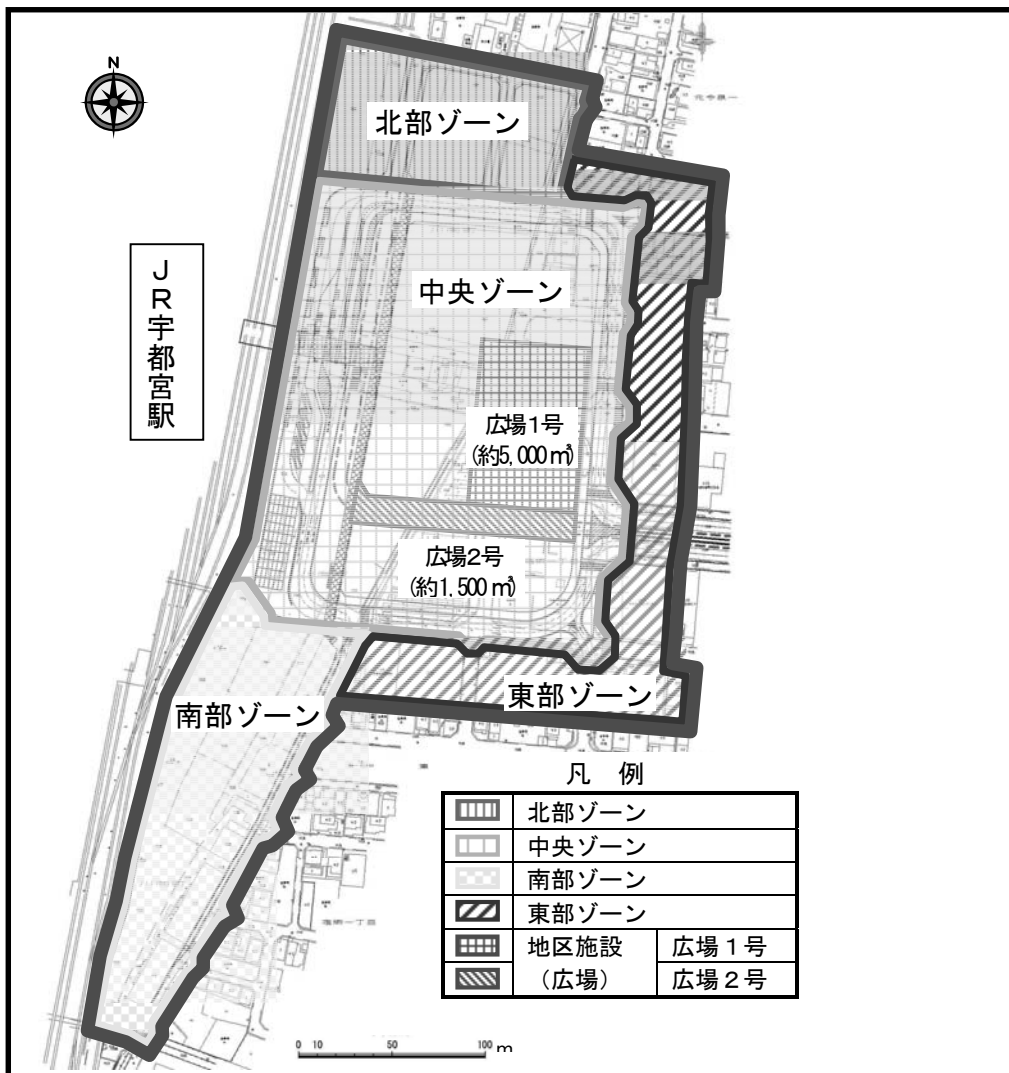 N
北部ゾーン
JR宇都宮駅
中央ゾーン
広場1号
(約5,000㎡)
広場2号
(約1,500㎡)
南部ゾーン
東部ゾーン
凡 例
北部ゾーン
中央ゾーン
南部ゾーン
東部ゾーン
地区施設 広場1号
(広場) 広場2号
0 10 50 100 m